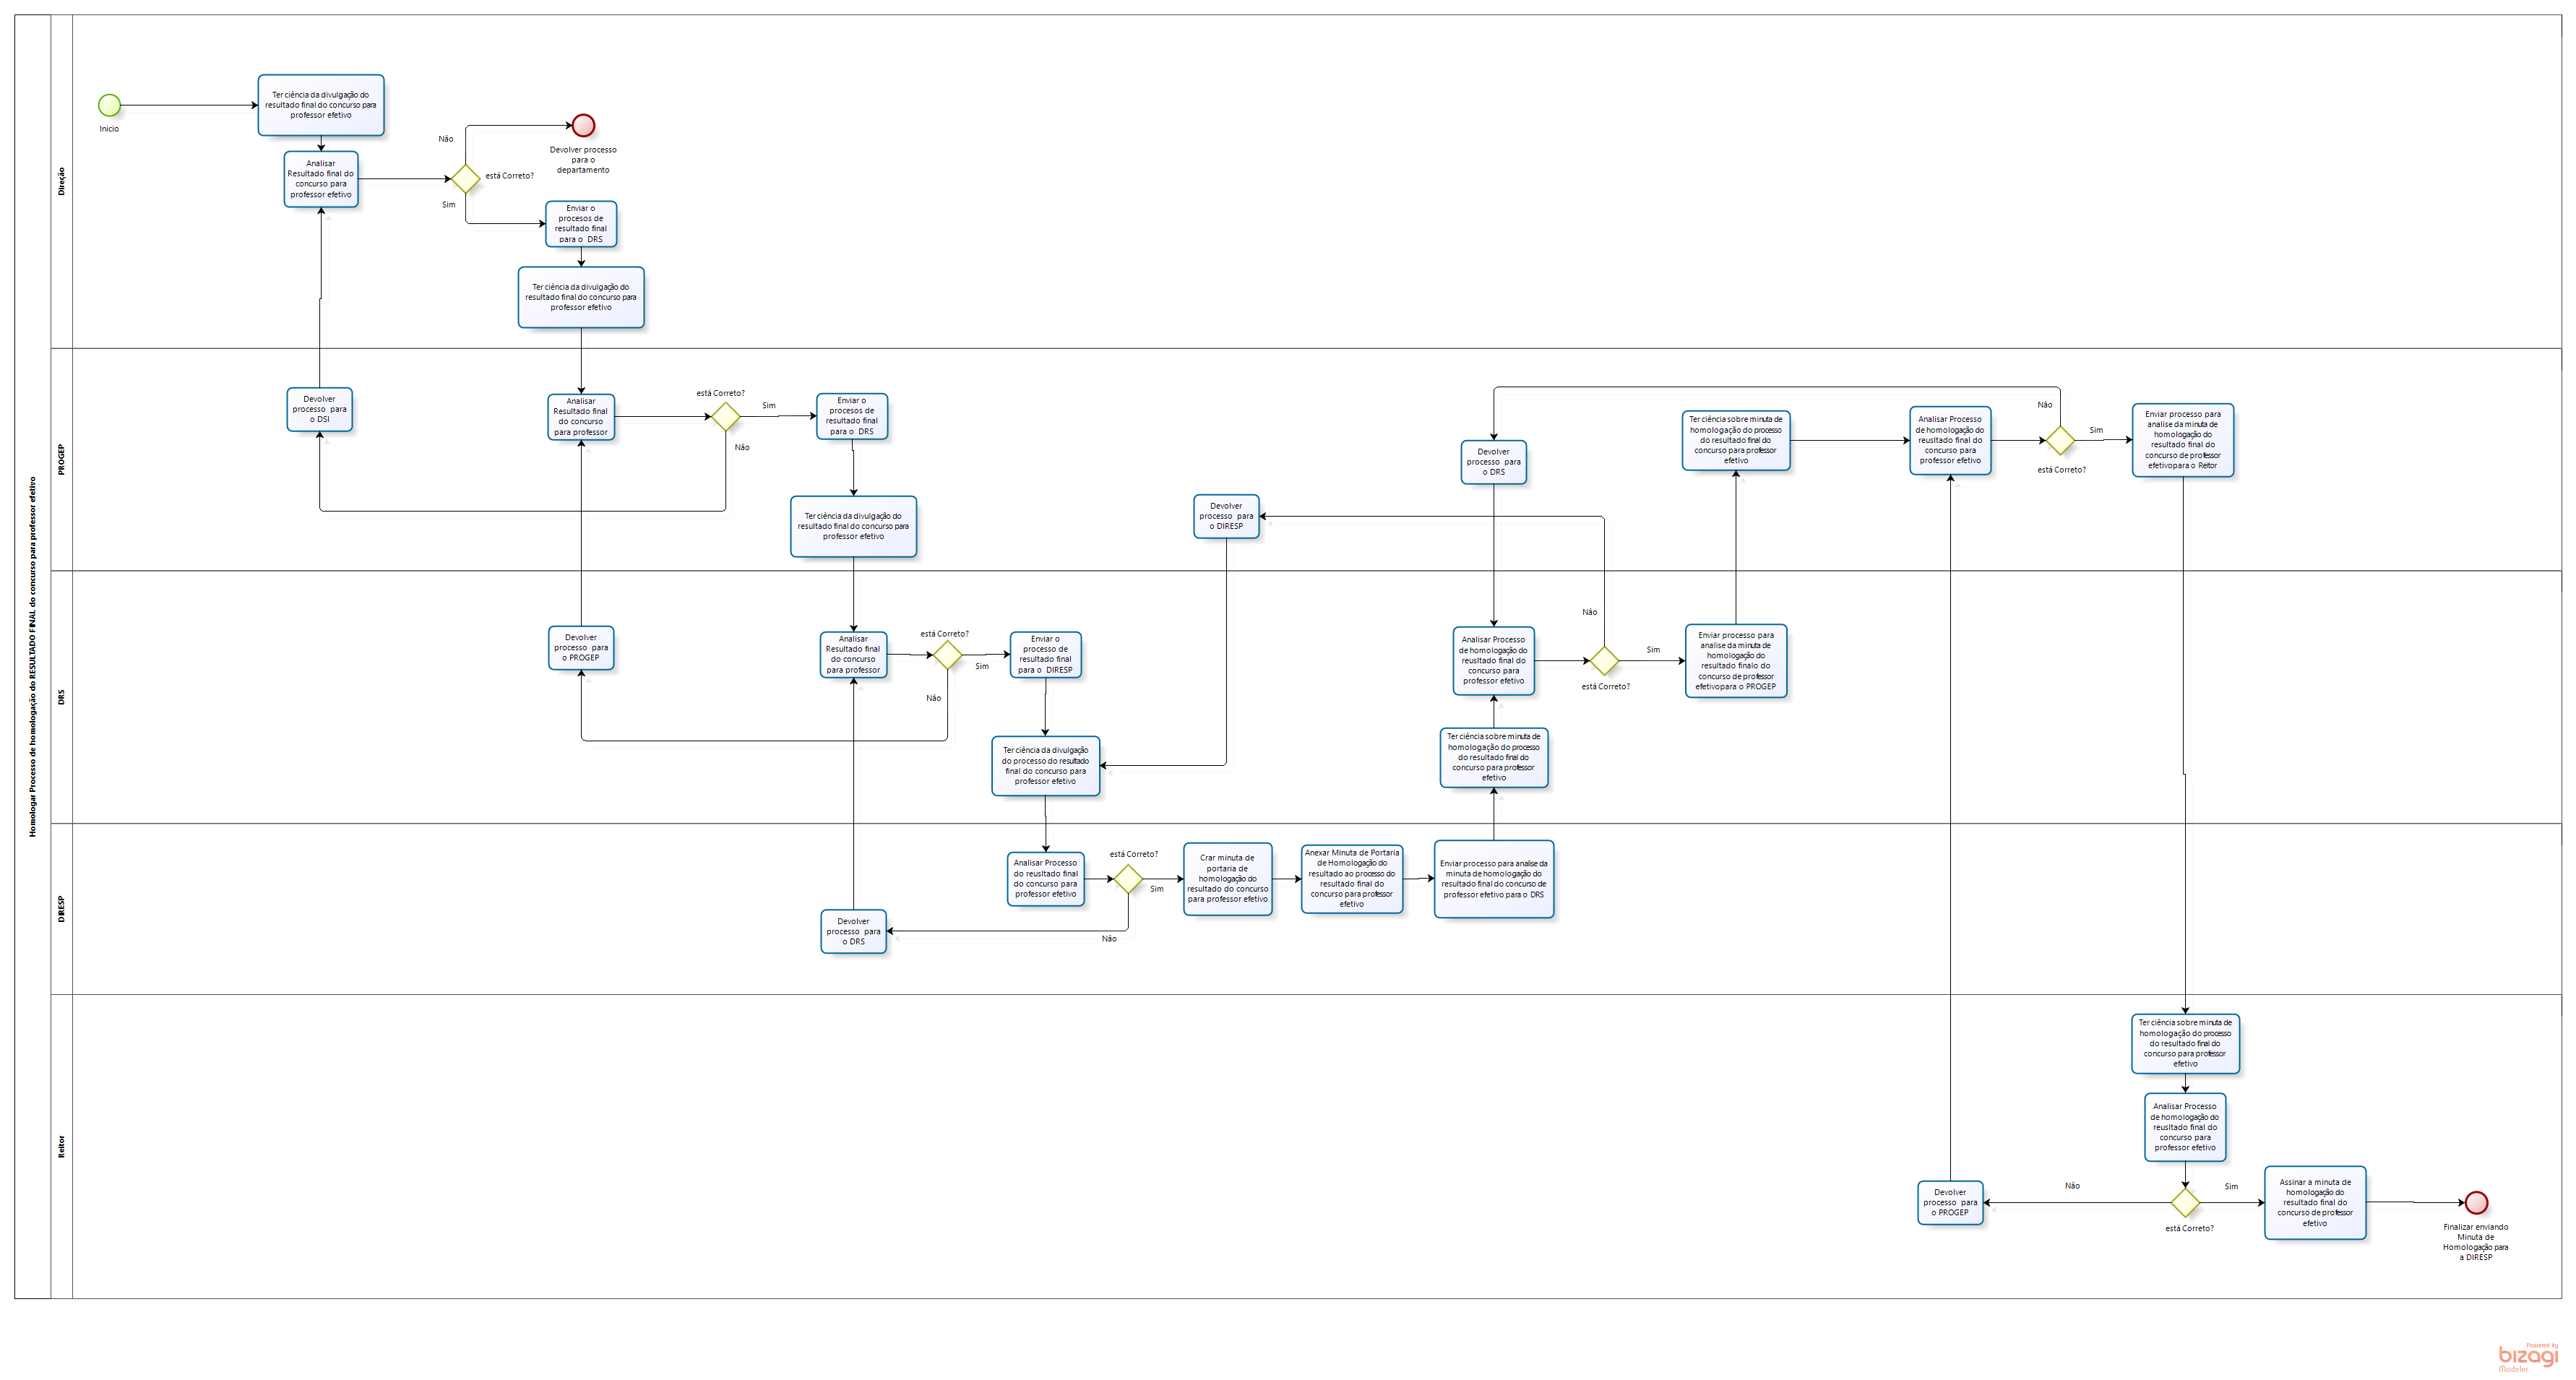 Homologar Processo de homologação do RESULTADO FINAL do concurso para professor efetivo
Direção
Inicio
Ter ciência da divulgação do
resultado final do concurso para
professor efetivo
Analisar
Resultado final do
concurso para
professor efetivo
está Correto?
Não
Devolver processo
para o
departamento
Sim
Enviar o
procesos de
resultado final
para o DRS
Ter ciência da divulgação do
resultado final do concurso para
professor efetivo
PROGEP
Devolver
processo para
o DSI
Analisar
Resultado final
do concurso
para professor
está Correto?
Sim
Não
Enviar o
procesos de
resultado final
para o DRS
Ter ciência da divulgação do
resultado final do concurso para
professor efetivo
Devolver
processo para
o DIRESP
Devolver
processo para
o DRS
Ter ciência sobre minuta de
homologação do processo
do resultado final do
concurso para professor
efetivo
Analisar Processo
de homologação do
reusltado final do
concurso para
professor efetivo
Não
está Correto?
Sim
Enviar processo para
analise da minuta de
homologação do
resultado final do
concurso de professor
efetivopara o Reitor
DRS
Devolver
processo para
o PROGEP
Analisar
Resultado final
do concurso
para professor
está Correto?
Sim
Não
Enviar o
processo de
resultado final
para o DIRESP
Ter ciência da divulgação
do processo do resultado
final do concurso para
professor efetivo
Analisar Processo
de homologação do
reusltado final do
concurso para
professor efetivo
Não
está Correto?
Sim
Enviar processo para
analise da minuta de
homologação do
resultado finalo do
concurso de professor
efetivopara o PROGEP
Ter ciência sobre minuta de
homologação do processo
do resultado final do
concurso para professor
efetivo
DIRESP
Analisar Processo
do reusltado final
do concurso para
professor efetivo
está Correto?
Sim
Não
Devolver
processo para
o DRS
Crar minuta de
portaria de
homologação do
resultado do concurso
para professor efetivo
Anexar Minuta de Portaria
de Homologação do
resultado ao processo do
resultado final do
concurso para professor
efetivo
Enviar processo para analise da
minuta de homologação do
resultado final do concurso de
professor efetivo para o DRS
Reitor
Ter ciência sobre minuta de
homologação do processo
do resultado final do
concurso para professor
efetivo
Analisar Processo
de homologação do
reusltado final do
concurso para
professor efetivo
Devolver
processo para
o PROGEP
Não
está Correto?
Sim
Assinar a minuta de
homologação do
resultado final do
concurso de professor
efetivo
Finalizar enviando
Minuta de
Homologação para
a DIRESP
Powered by
bizagi
Modeler